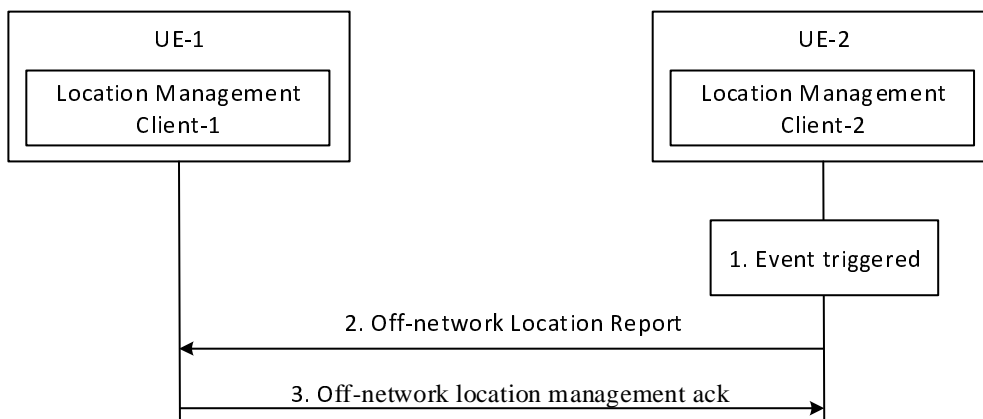 UE-1
UE-2
Location Management
Client-1
Location Management
Client-2
1. Event triggered
2. Off-network Location Report
3. Off-network location management ack